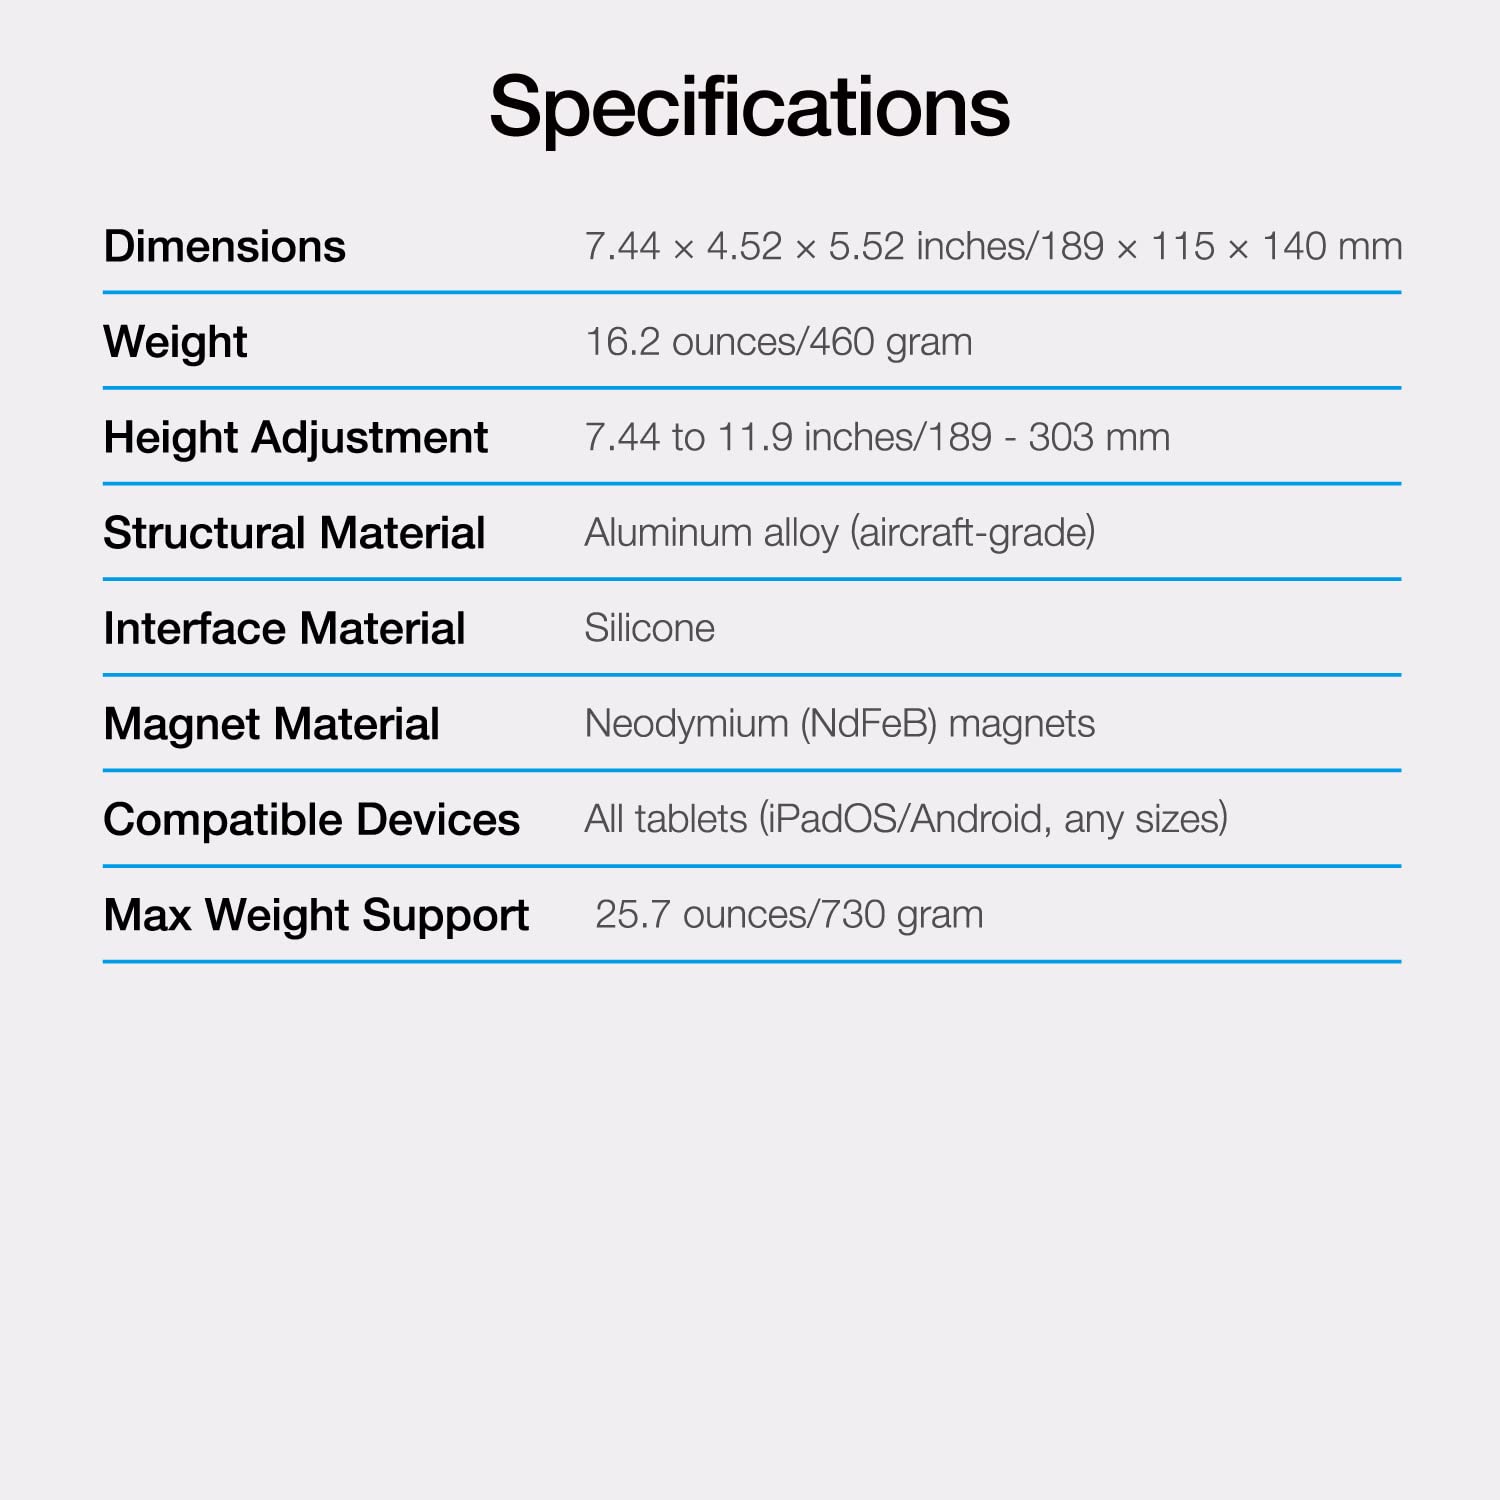 Specifications
Dimensions 7.44 × 4.52 × 5.52 inches/189 × 115 × 140 mm
Weight 16.2 ounces/460 gram
Height Adjustment 7.44 to 11.9 inches/189 - 303 mm
Structural Material Aluminum alloy (aircraft-grade)
Interface Material Silicone
Magnet Material Neodymium (NdFeB) magnets
Compatible Devices All tablets (iPadOS/Android, any sizes)
Max Weight Support 25.7 ounces/730 gram